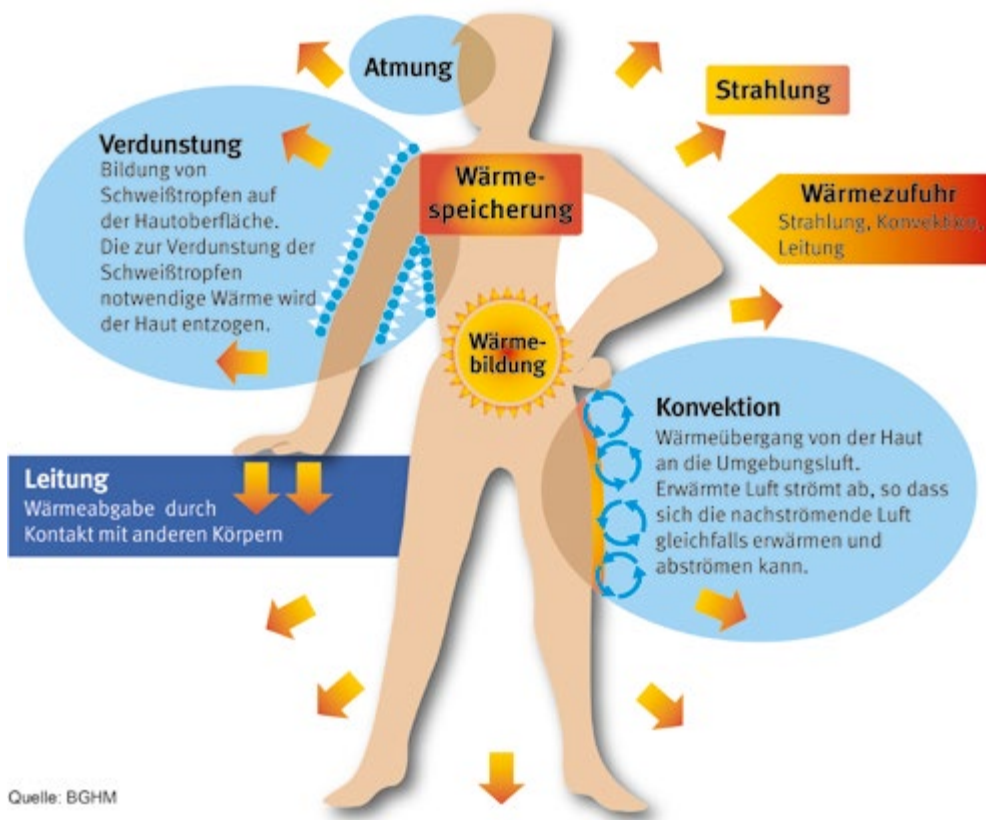 Atmung
Strahlung
Verdunstung
Bildung von
Schweißtropfen auf
der Hautoberfläche.
Die zur Verdunstung der
Schweißtropfen
notwendige Wärme wird
der Haut entzogen.
Wärme-
speicherung
Wärmezufuhr
Strahlung, Konvektion,
Leitung
Wärme-
bildung
Konvektion
Wärmeübergang von der Haut
an die Umgebungsluft.
Erwärmte Luft strömt ab, so dass
sich die nachströmende Luft
gleichfalls erwärmen und
abströmen kann.
Leitung
Wärmeabgabe durch
Kontakt mit anderen Körpern
Quelle: BGHM